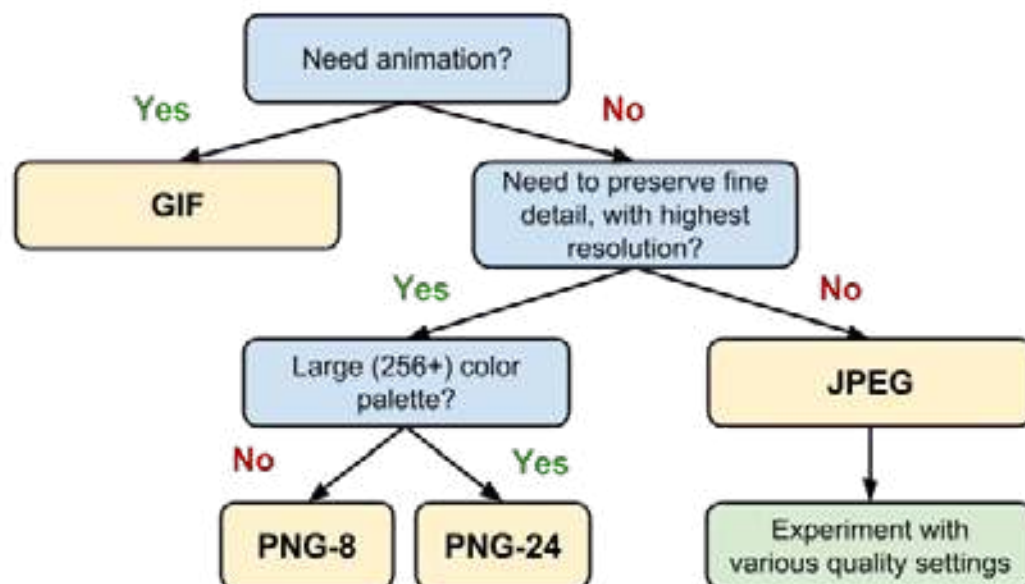 Need animation?
Yes
No
GIF
Need to preserve fine
detail, with highest
resolution?
Yes
No
Large (256+) color
palette?
JPEG
No
Yes
PNG-8
PNG-24
Experiment with
various quality settings